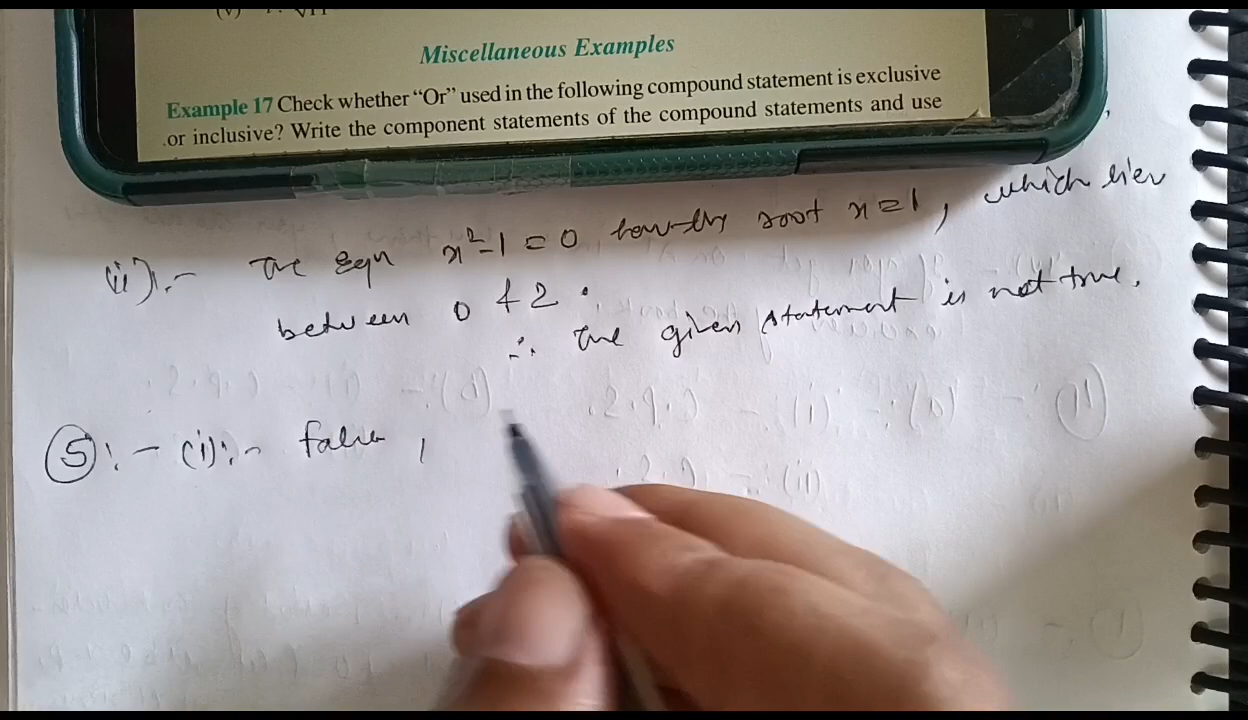 (v) √11
Miscellaneous Examples
Example 17 Check whether "Or" used in the following compound statement is exclusive
.or inclusive? Write the component statements of the compound statements and use
(ii):- The Eqn x²-1 = 0 root x=1, which lies
between 0 & 2.
∴ The given statement is not true.
(5):- (i):- false,